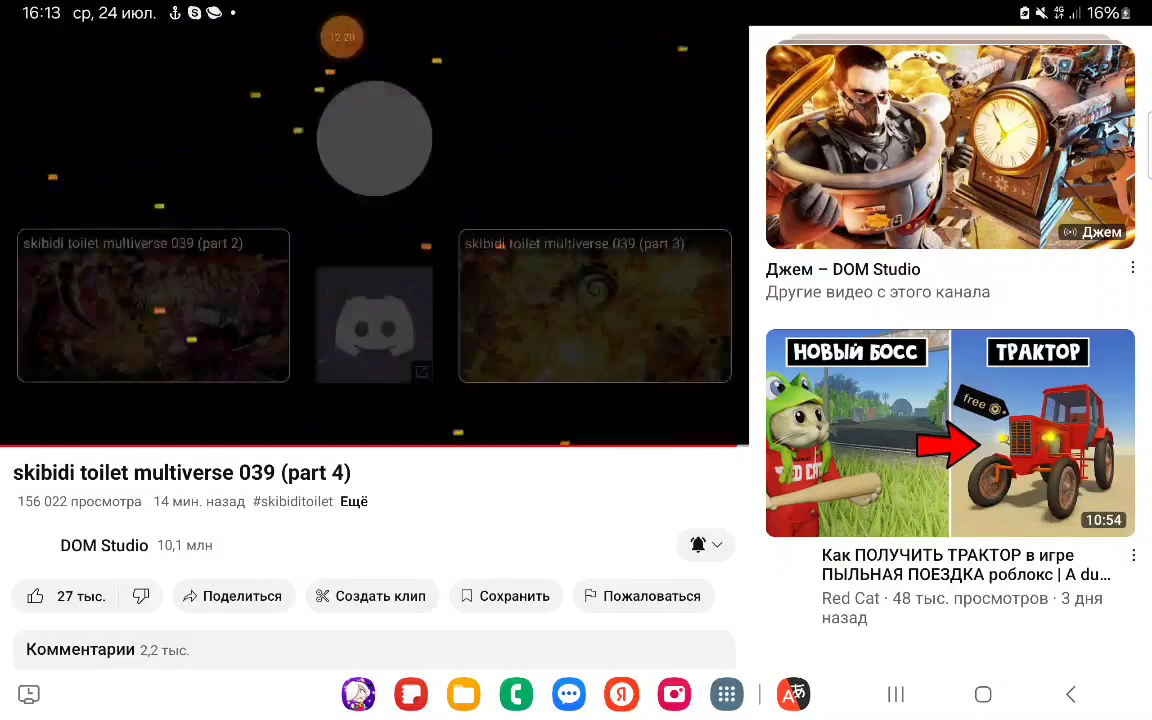 16:13 ср, 24 июл.
4G
16%
12 20
skibidi toilet multiverse 039 (part 2)
skibidi toilet multiverse 039 (part 3)
skibidi toilet multiverse 039 (part 4)
156 022 просмотра 14 мин. назад #skibiditoilet Ещё
DOM Studio 10,1 млн
27 тыс.
Поделиться
Создать клип
Сохранить
Пожаловаться
Комментарии 2,2 тыс.
Джем
Джем – DOM Studio
Другие видео с этого канала
НОВЫЙ БОСС
ТРАКТОР
free
RED CAT
10:54
Как ПОЛУЧИТЬ ТРАКТОР в игре
ПЫЛЬНАЯ ПОЕЗДКА роблокс | A du...
Red Cat · 48 тыс. просмотров · 3 дня
назад